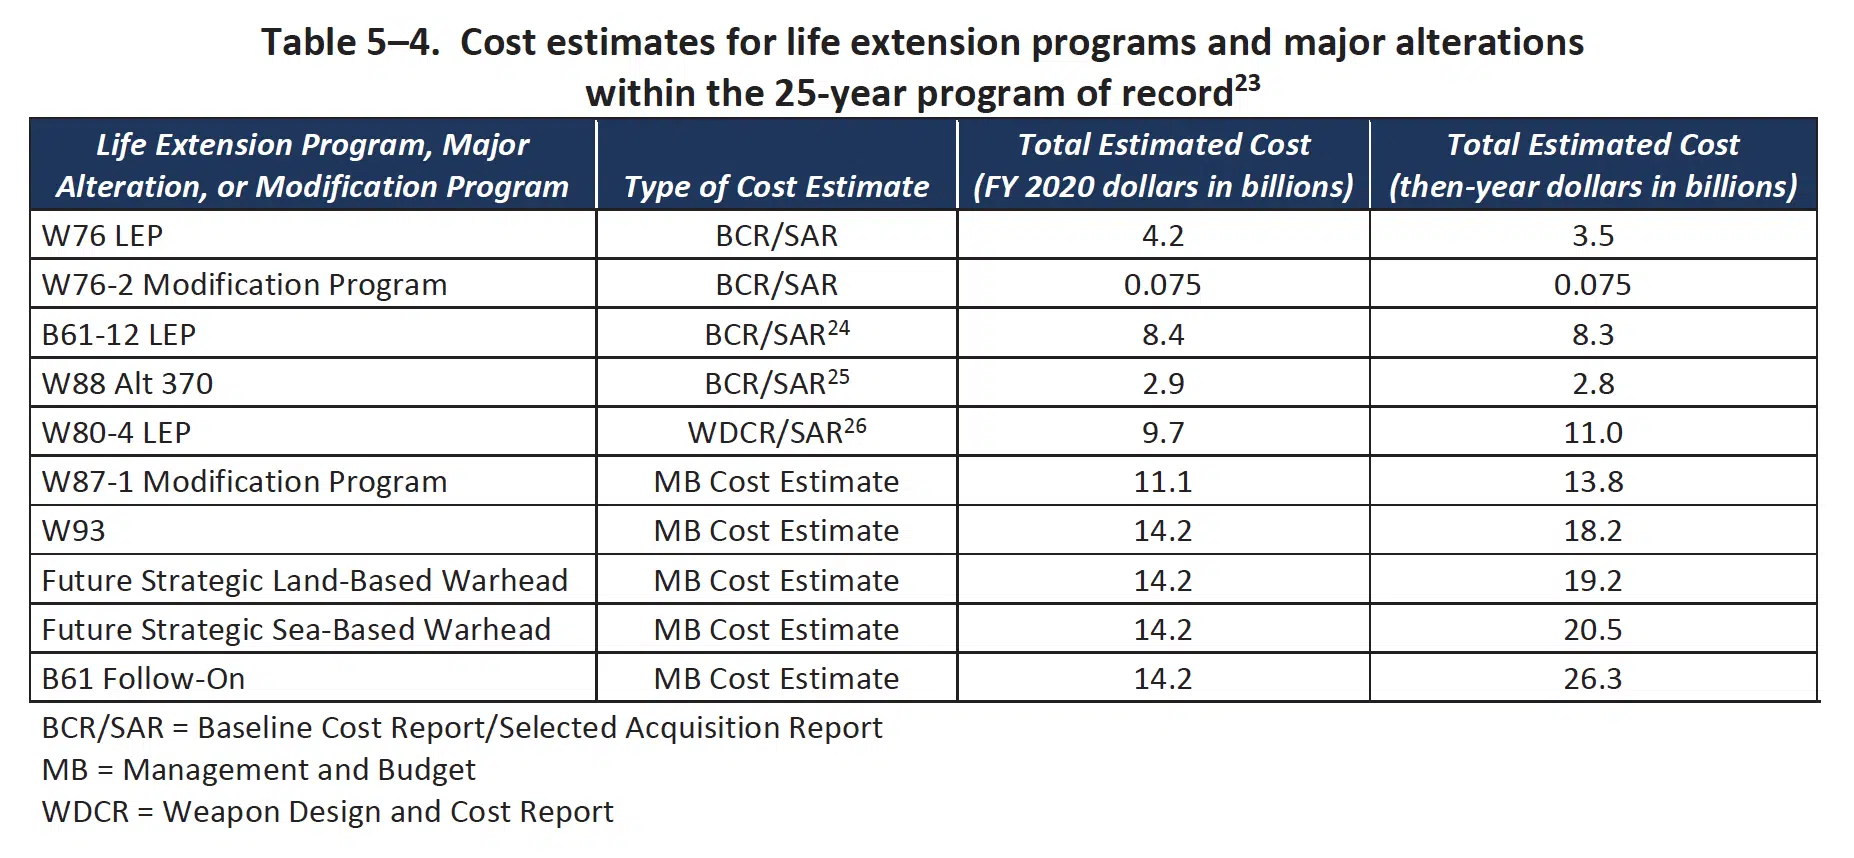 Table 5–4.  Cost estimates for life extension programs and major alterations
within the 25-year program of record23
Life Extension Program, Major Alteration, or Modification Program | Type of Cost Estimate | Total Estimated Cost (FY 2020 dollars in billions) | Total Estimated Cost (then-year dollars in billions)
W76 LEP | BCR/SAR | 4.2 | 3.5
W76-2 Modification Program | BCR/SAR | 0.075 | 0.075
B61-12 LEP | BCR/SAR24 | 8.4 | 8.3
W88 Alt 370 | BCR/SAR25 | 2.9 | 2.8
W80-4 LEP | WDCR/SAR26 | 9.7 | 11.0
W87-1 Modification Program | MB Cost Estimate | 11.1 | 13.8
W93 | MB Cost Estimate | 14.2 | 18.2
Future Strategic Land-Based Warhead | MB Cost Estimate | 14.2 | 19.2
Future Strategic Sea-Based Warhead | MB Cost Estimate | 14.2 | 20.5
B61 Follow-On | MB Cost Estimate | 14.2 | 26.3
BCR/SAR = Baseline Cost Report/Selected Acquisition Report
MB = Management and Budget
WDCR = Weapon Design and Cost Report